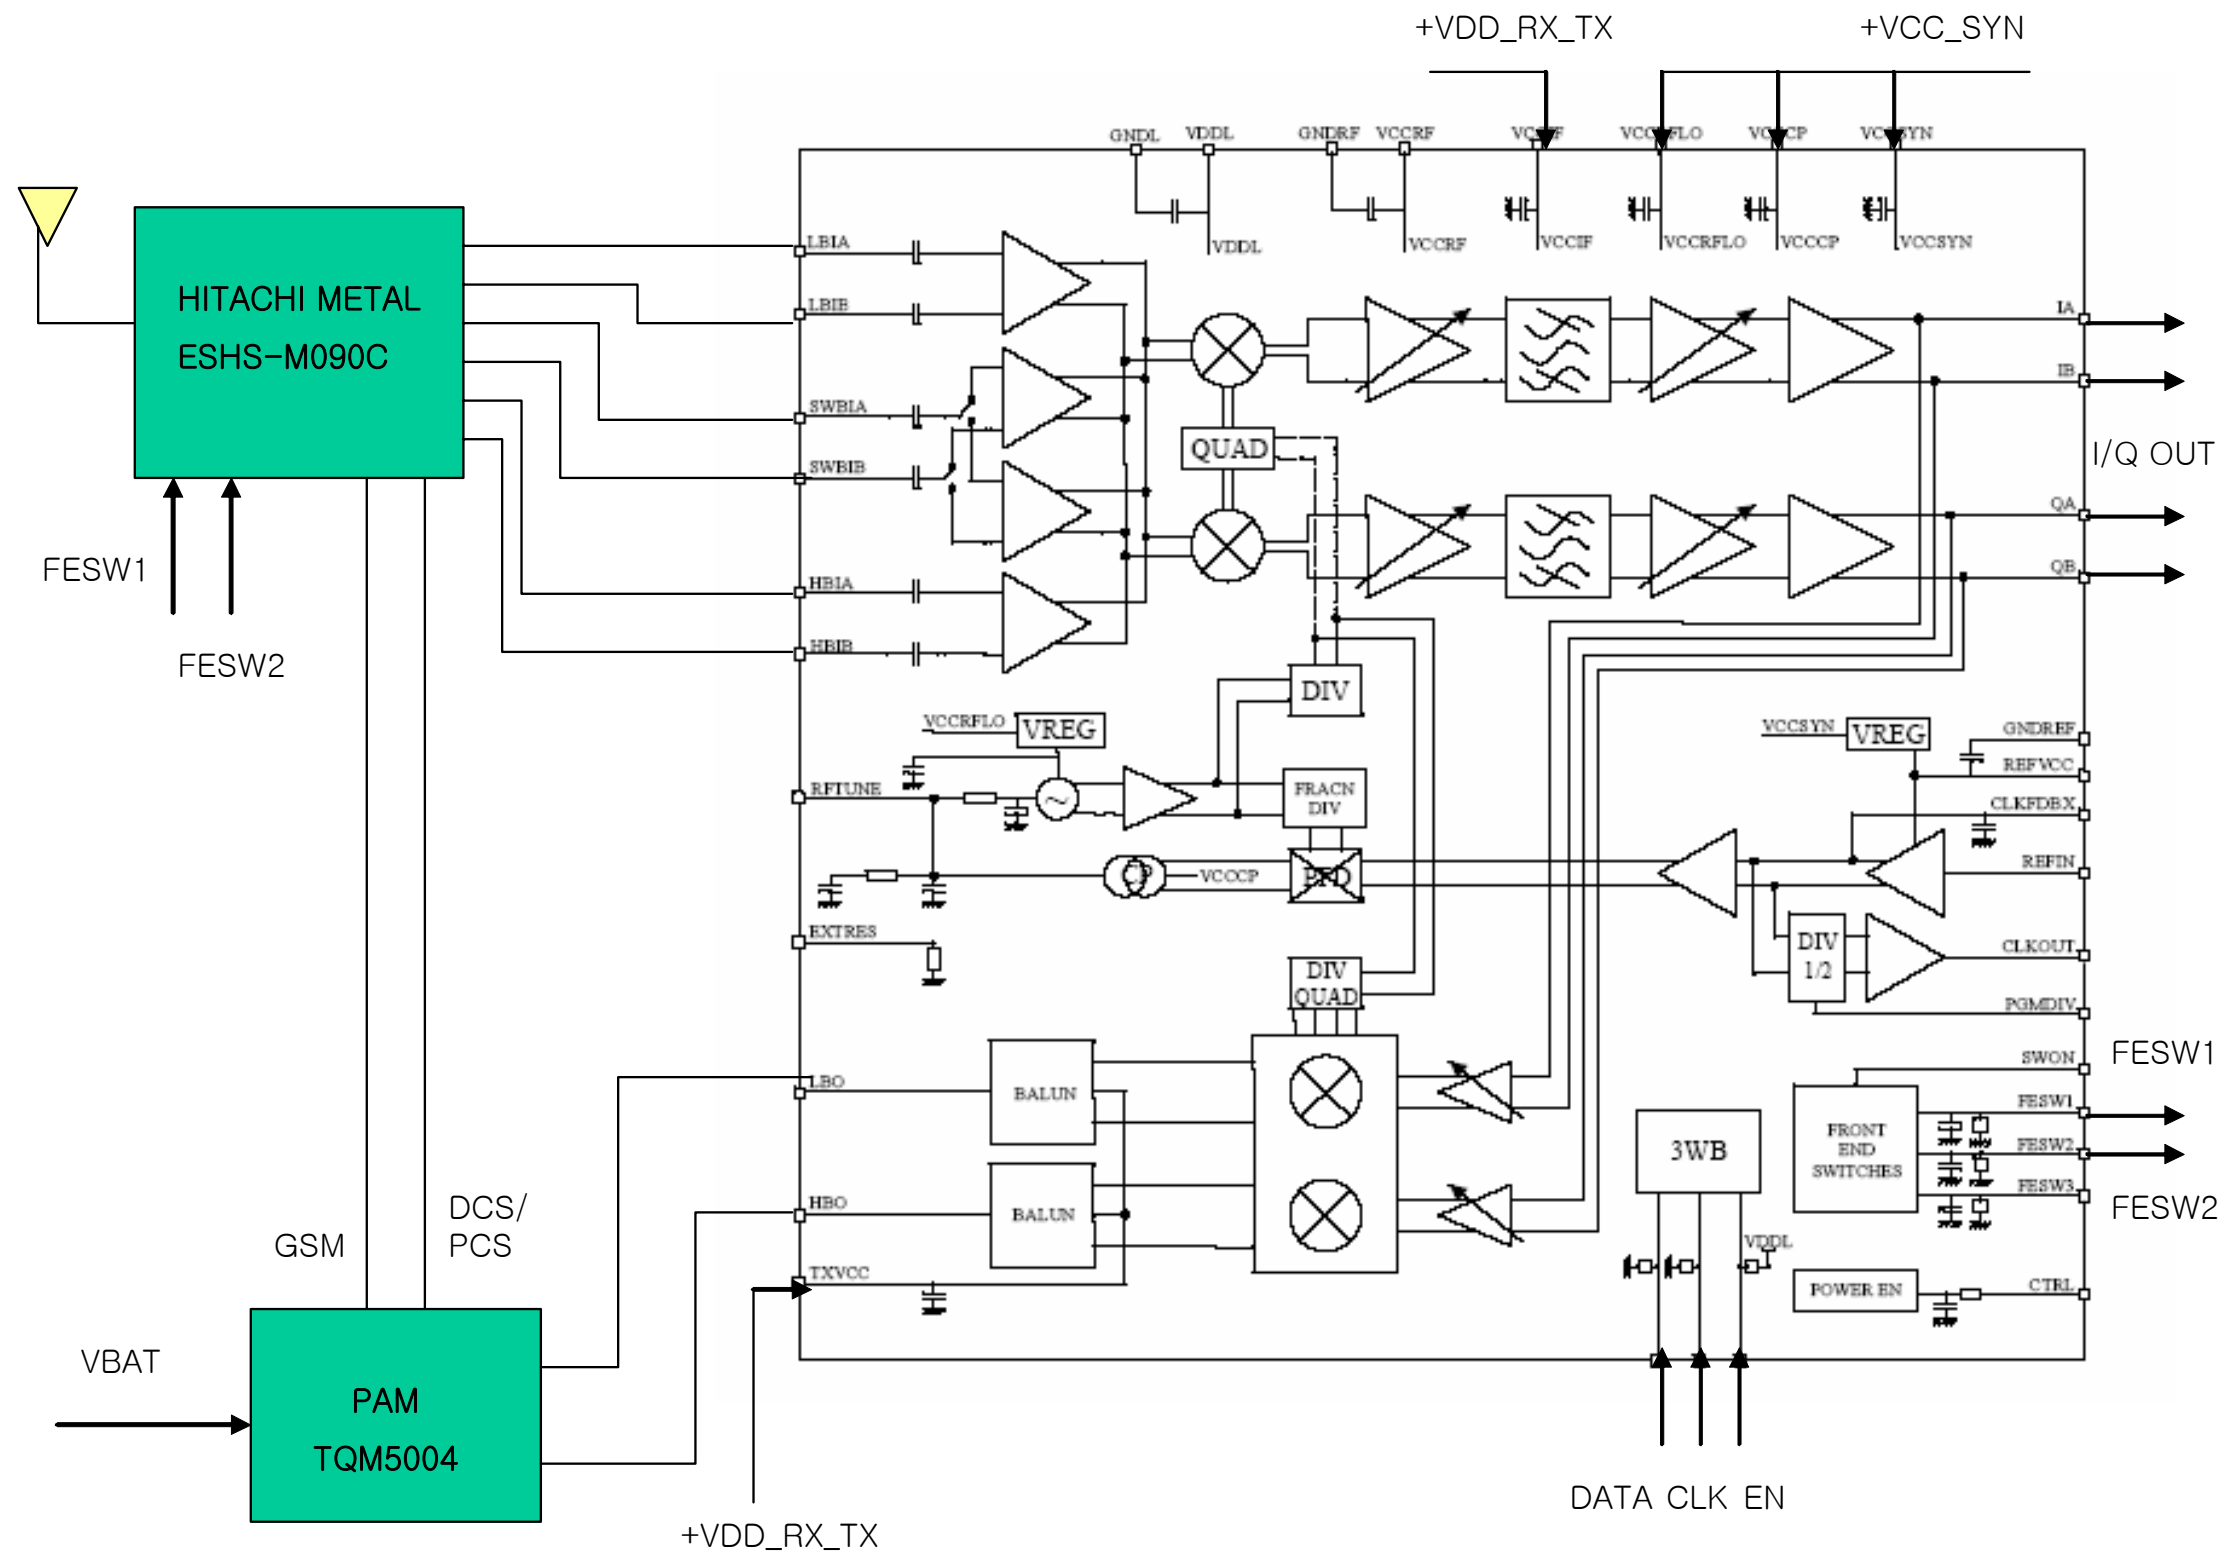 +VDD_RX_TX
+VCC_SYN
GNDL
VDDL
GNDRF
VCCRF
VDDL
VCCRF
VCCIF
VCCRFLO
VCCCP
VCCSYN
HITACHI METAL
ESHS-M090C
LBIA
LBIB
SWBIA
SWBIB
HBIA
HBIB
IA
IB
QUAD
I/Q OUT
QA
QB
FESW1
FESW2
DIV
VCCRFLO
VREG
VCCSYN
VREG
GNDREF
REFVCC
RFTUNE
FRACN
DIV
CLKFDBX
CP
VCCCP
PFD
REFIN
EXTRES
DIV
1/2
CLKOUT
DIV
QUAD
PGMDIV
LBO
BALUN
SWON
FESW1
3WB
FRONT
END
SWITCHES
FESW1
FESW2
FESW3
FESW2
HBO
BALUN
TXVCC
VDDL
POWER EN
CTRL
GSM
DCS/
PCS
VBAT
PAM
TQM5004
+VDD_RX_TX
DATA CLK EN